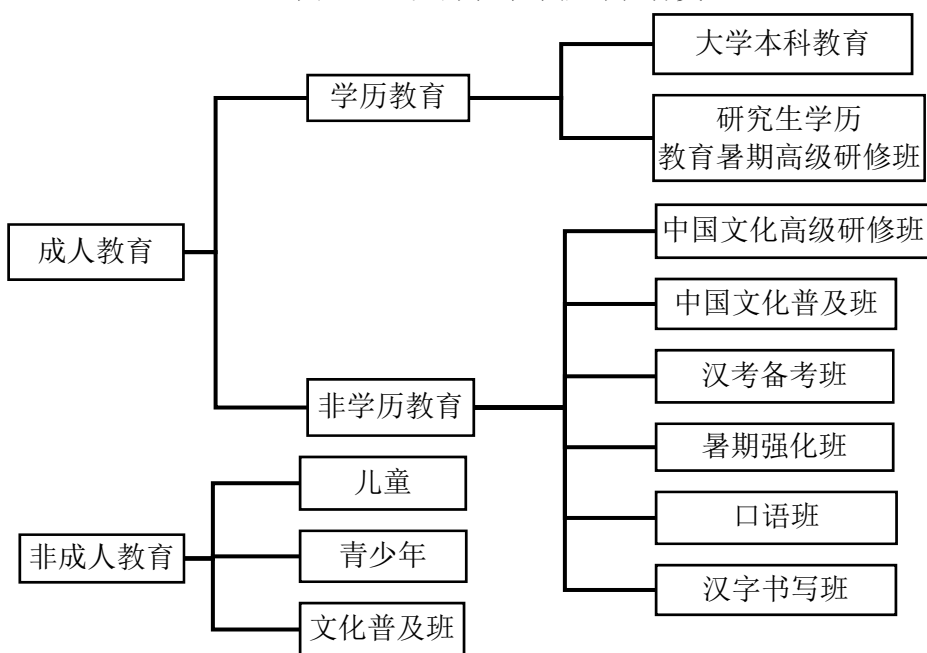 成人教育
学历教育
大学本科教育
研究生学历
教育暑期高级研修班
非学历教育
中国文化高级研修班
中国文化普及班
汉考备考班
暑期强化班
口语班
汉字书写班
非成人教育
儿童
青少年
文化普及班